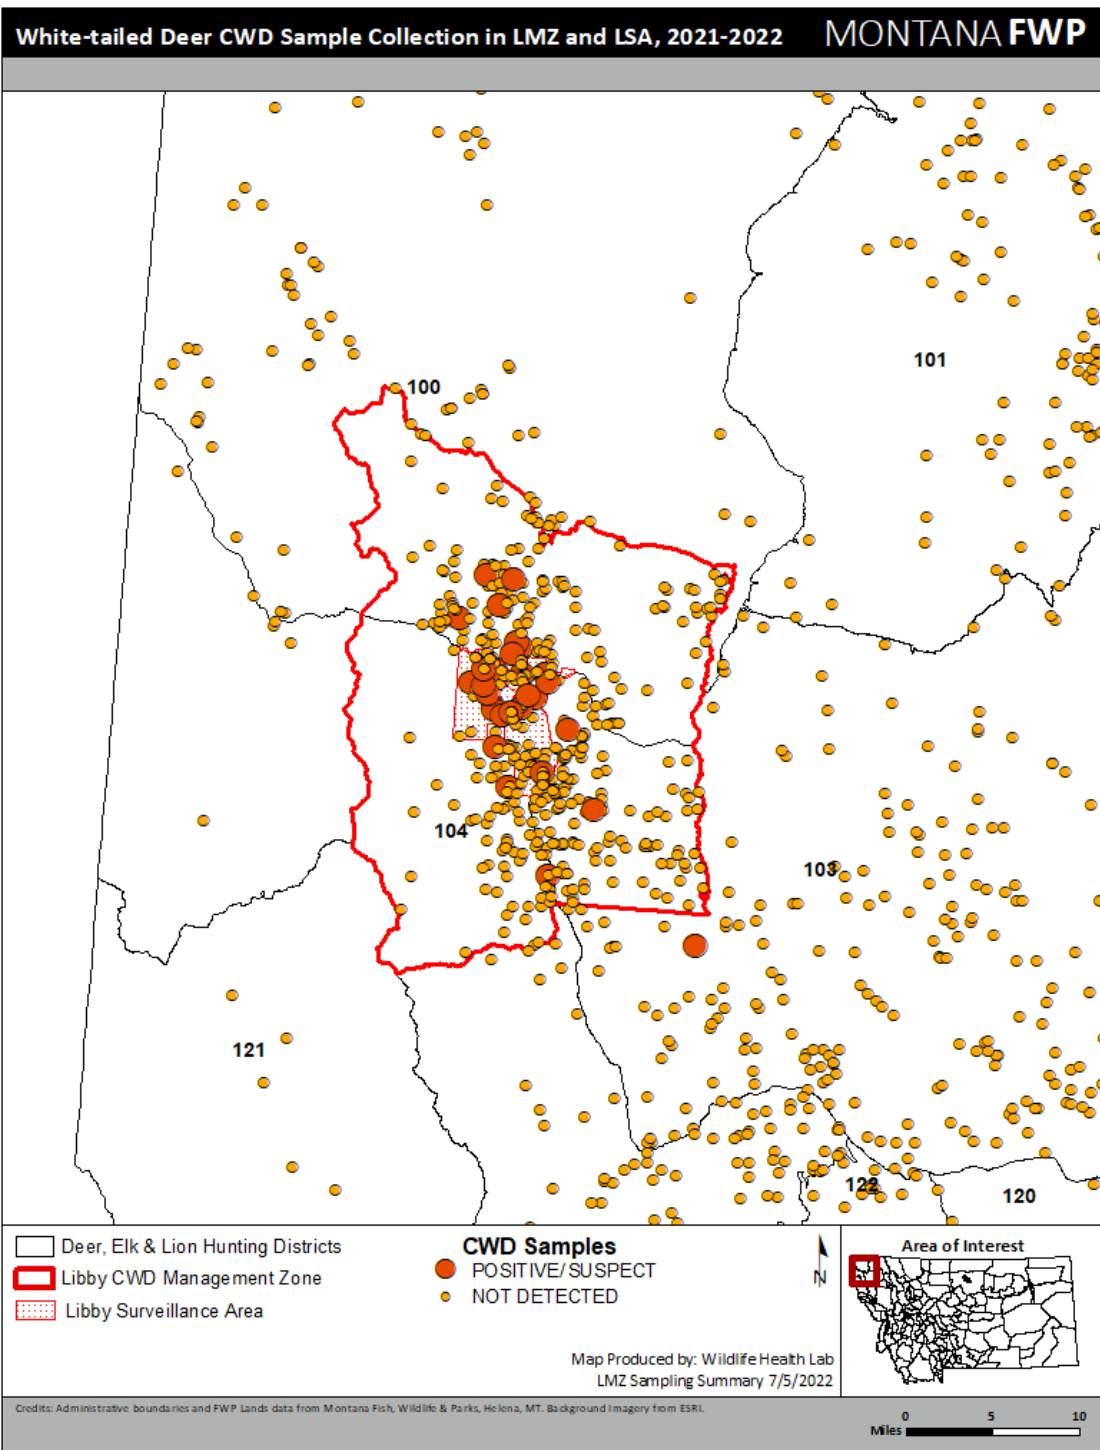 White-tailed Deer CWD Sample Collection in LMZ and LSA, 2021-2022
MONTANA FWP
100
101
104
103
121
122
120
Deer, Elk & Lion Hunting Districts
Libby CWD Management Zone
Libby Surveillance Area
CWD Samples
POSITIVE/SUSPECT
NOT DETECTED
N
Area of Interest
Map Produced by: Wildlife Health Lab
LMZ Sampling Summary 7/5/2022
Credits: Administrative boundaries and FWP Lands data from Montana Fish, Wildlife & Parks, Helena, MT. Background Imagery from ESRI.
0 5 10
Miles